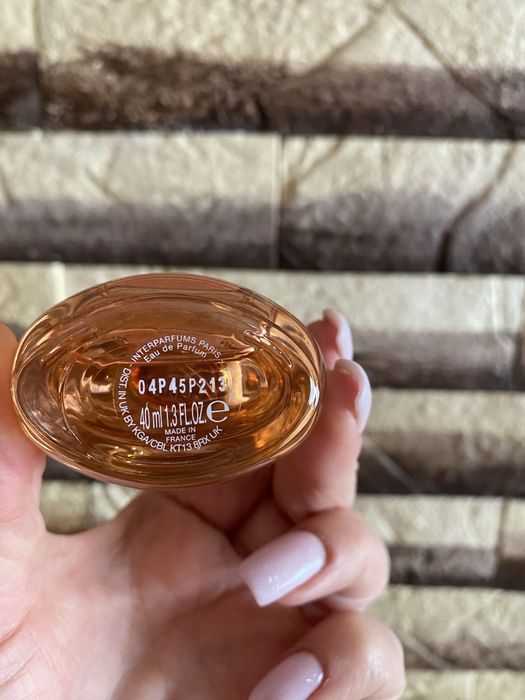 INTERPARFUMS PARIS
Eau de Parfum
04P45P213
40 ml 1.3 FL.OZ. e
MADE IN
FRANCE
DIST. IN UK BY KGA/CBL KT13 8RX UK